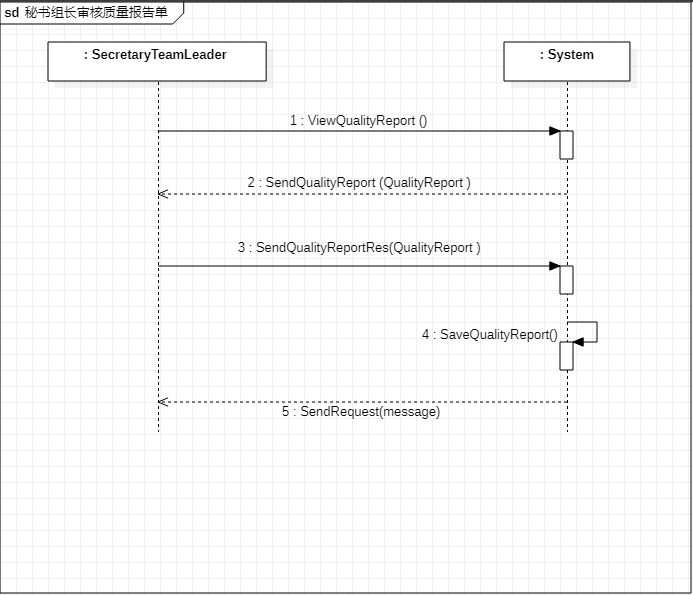 sd 秘书组长审核质量报告单
: SecretaryTeamLeader
: System
1 : ViewQualityReport ()
2 : SendQualityReport (QualityReport )
3 : SendQualityReportRes(QualityReport )
4 : SaveQualityReport()
5 : SendRequest(message)